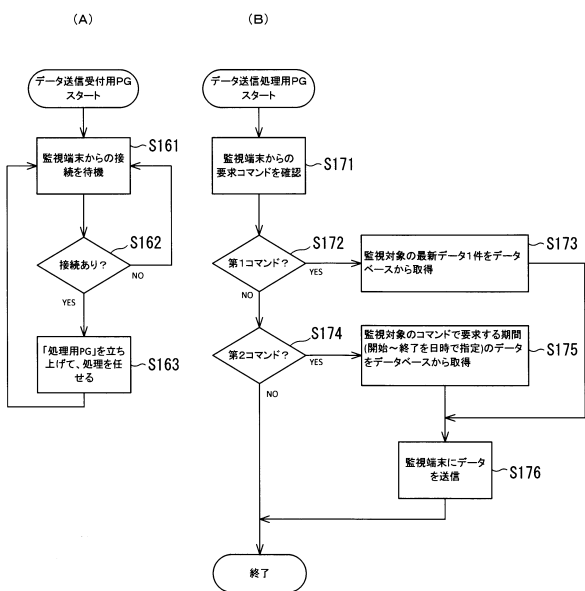 (A)
データ送信受付用PG
スタート
監視端末からの接
続を待機
S161
接続あり?
S162
NO
YES
「処理用PG」を立ち
上げて、処理を任
せる
S163
(B)
データ送信処理用PG
スタート
監視端末からの
要求コマンドを確認
S171
第1コマンド?
S172
YES
NO
監視対象の最新データ1件をデータ
ベースから取得
S173
第2コマンド?
S174
YES
NO
監視対象のコマンドで要求する期間
(開始~終了を日時で指定)のデータ
をデータベースから取得
S175
監視端末にデータ
を送信
S176
終了